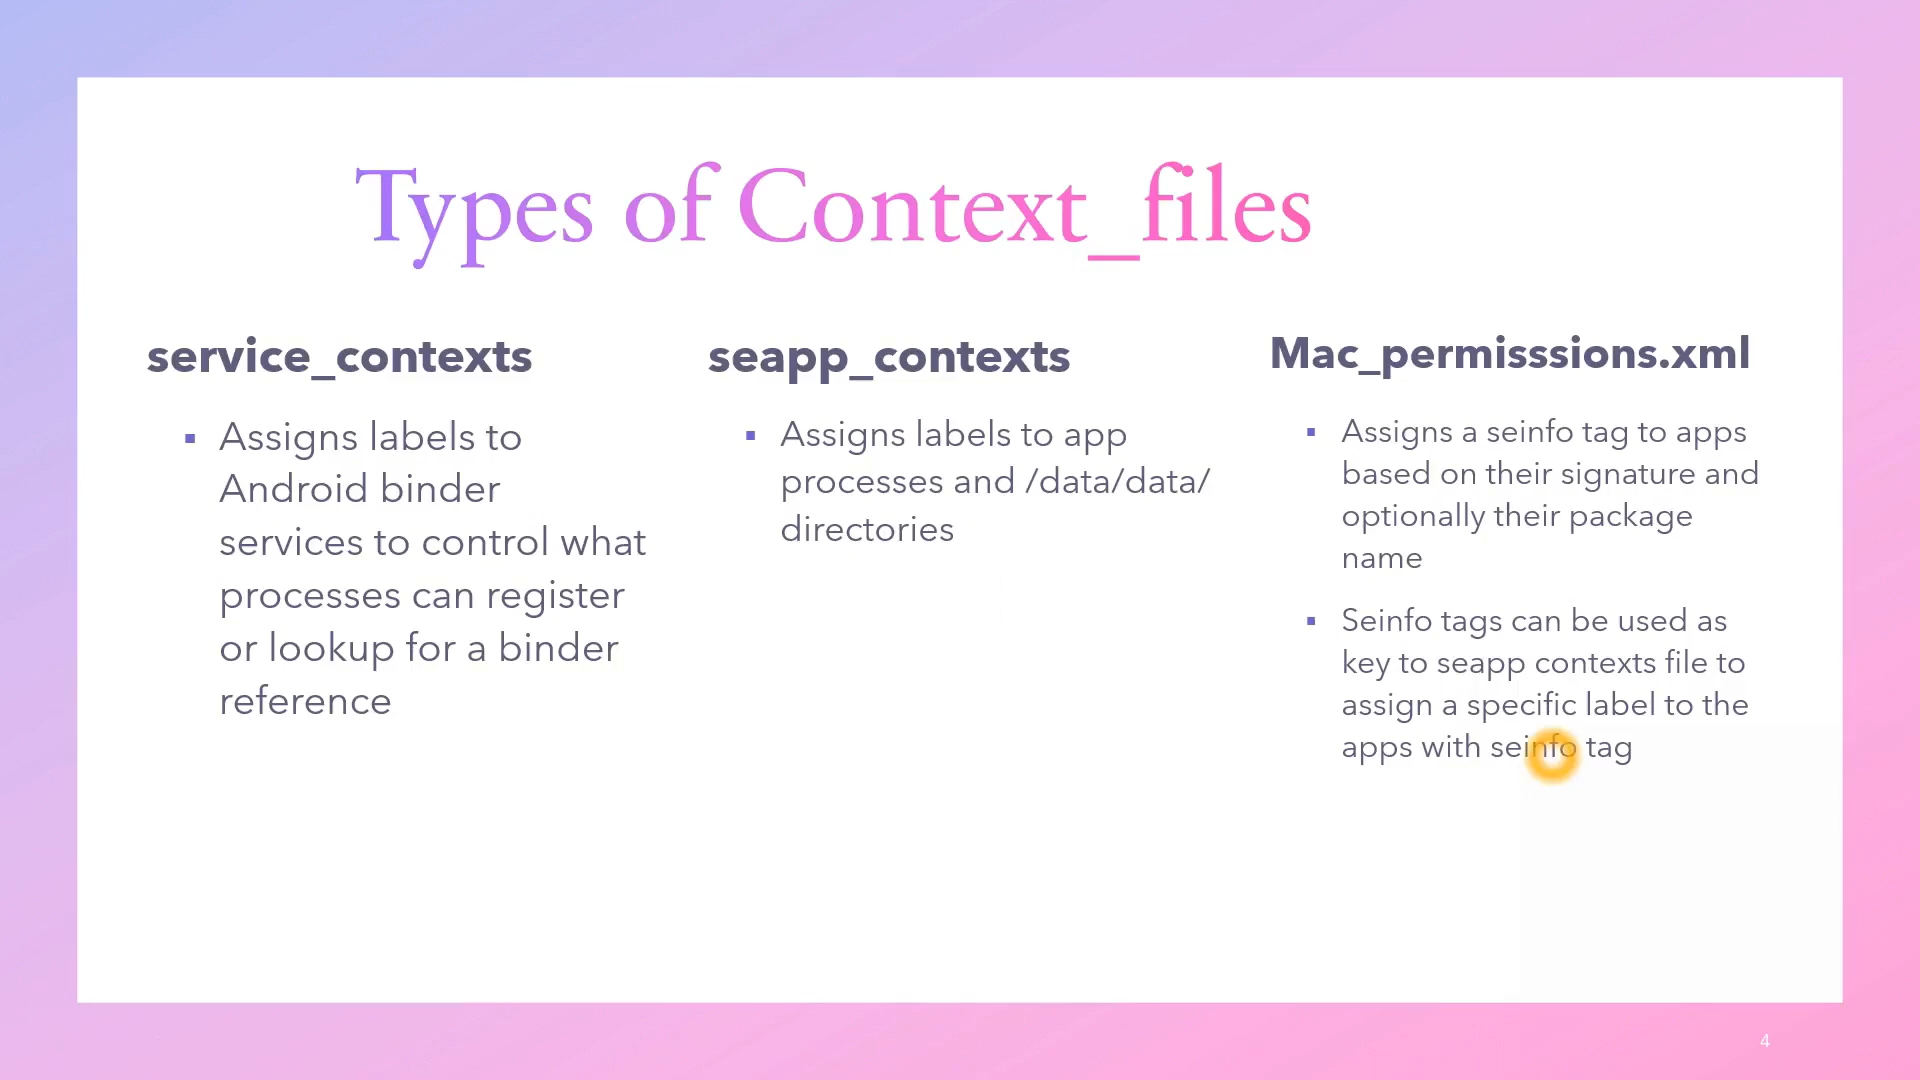 Types of Context_files
service_contexts
▪ Assigns labels to
Android binder
services to control what
processes can register
or lookup for a binder
reference
seapp_contexts
▪ Assigns labels to app
processes and /data/data/
directories
Mac_permisssions.xml
▪ Assigns a seinfo tag to apps
based on their signature and
optionally their package
name
▪ Seinfo tags can be used as
key to seapp contexts file to
assign a specific label to the
apps with seinfo tag
4